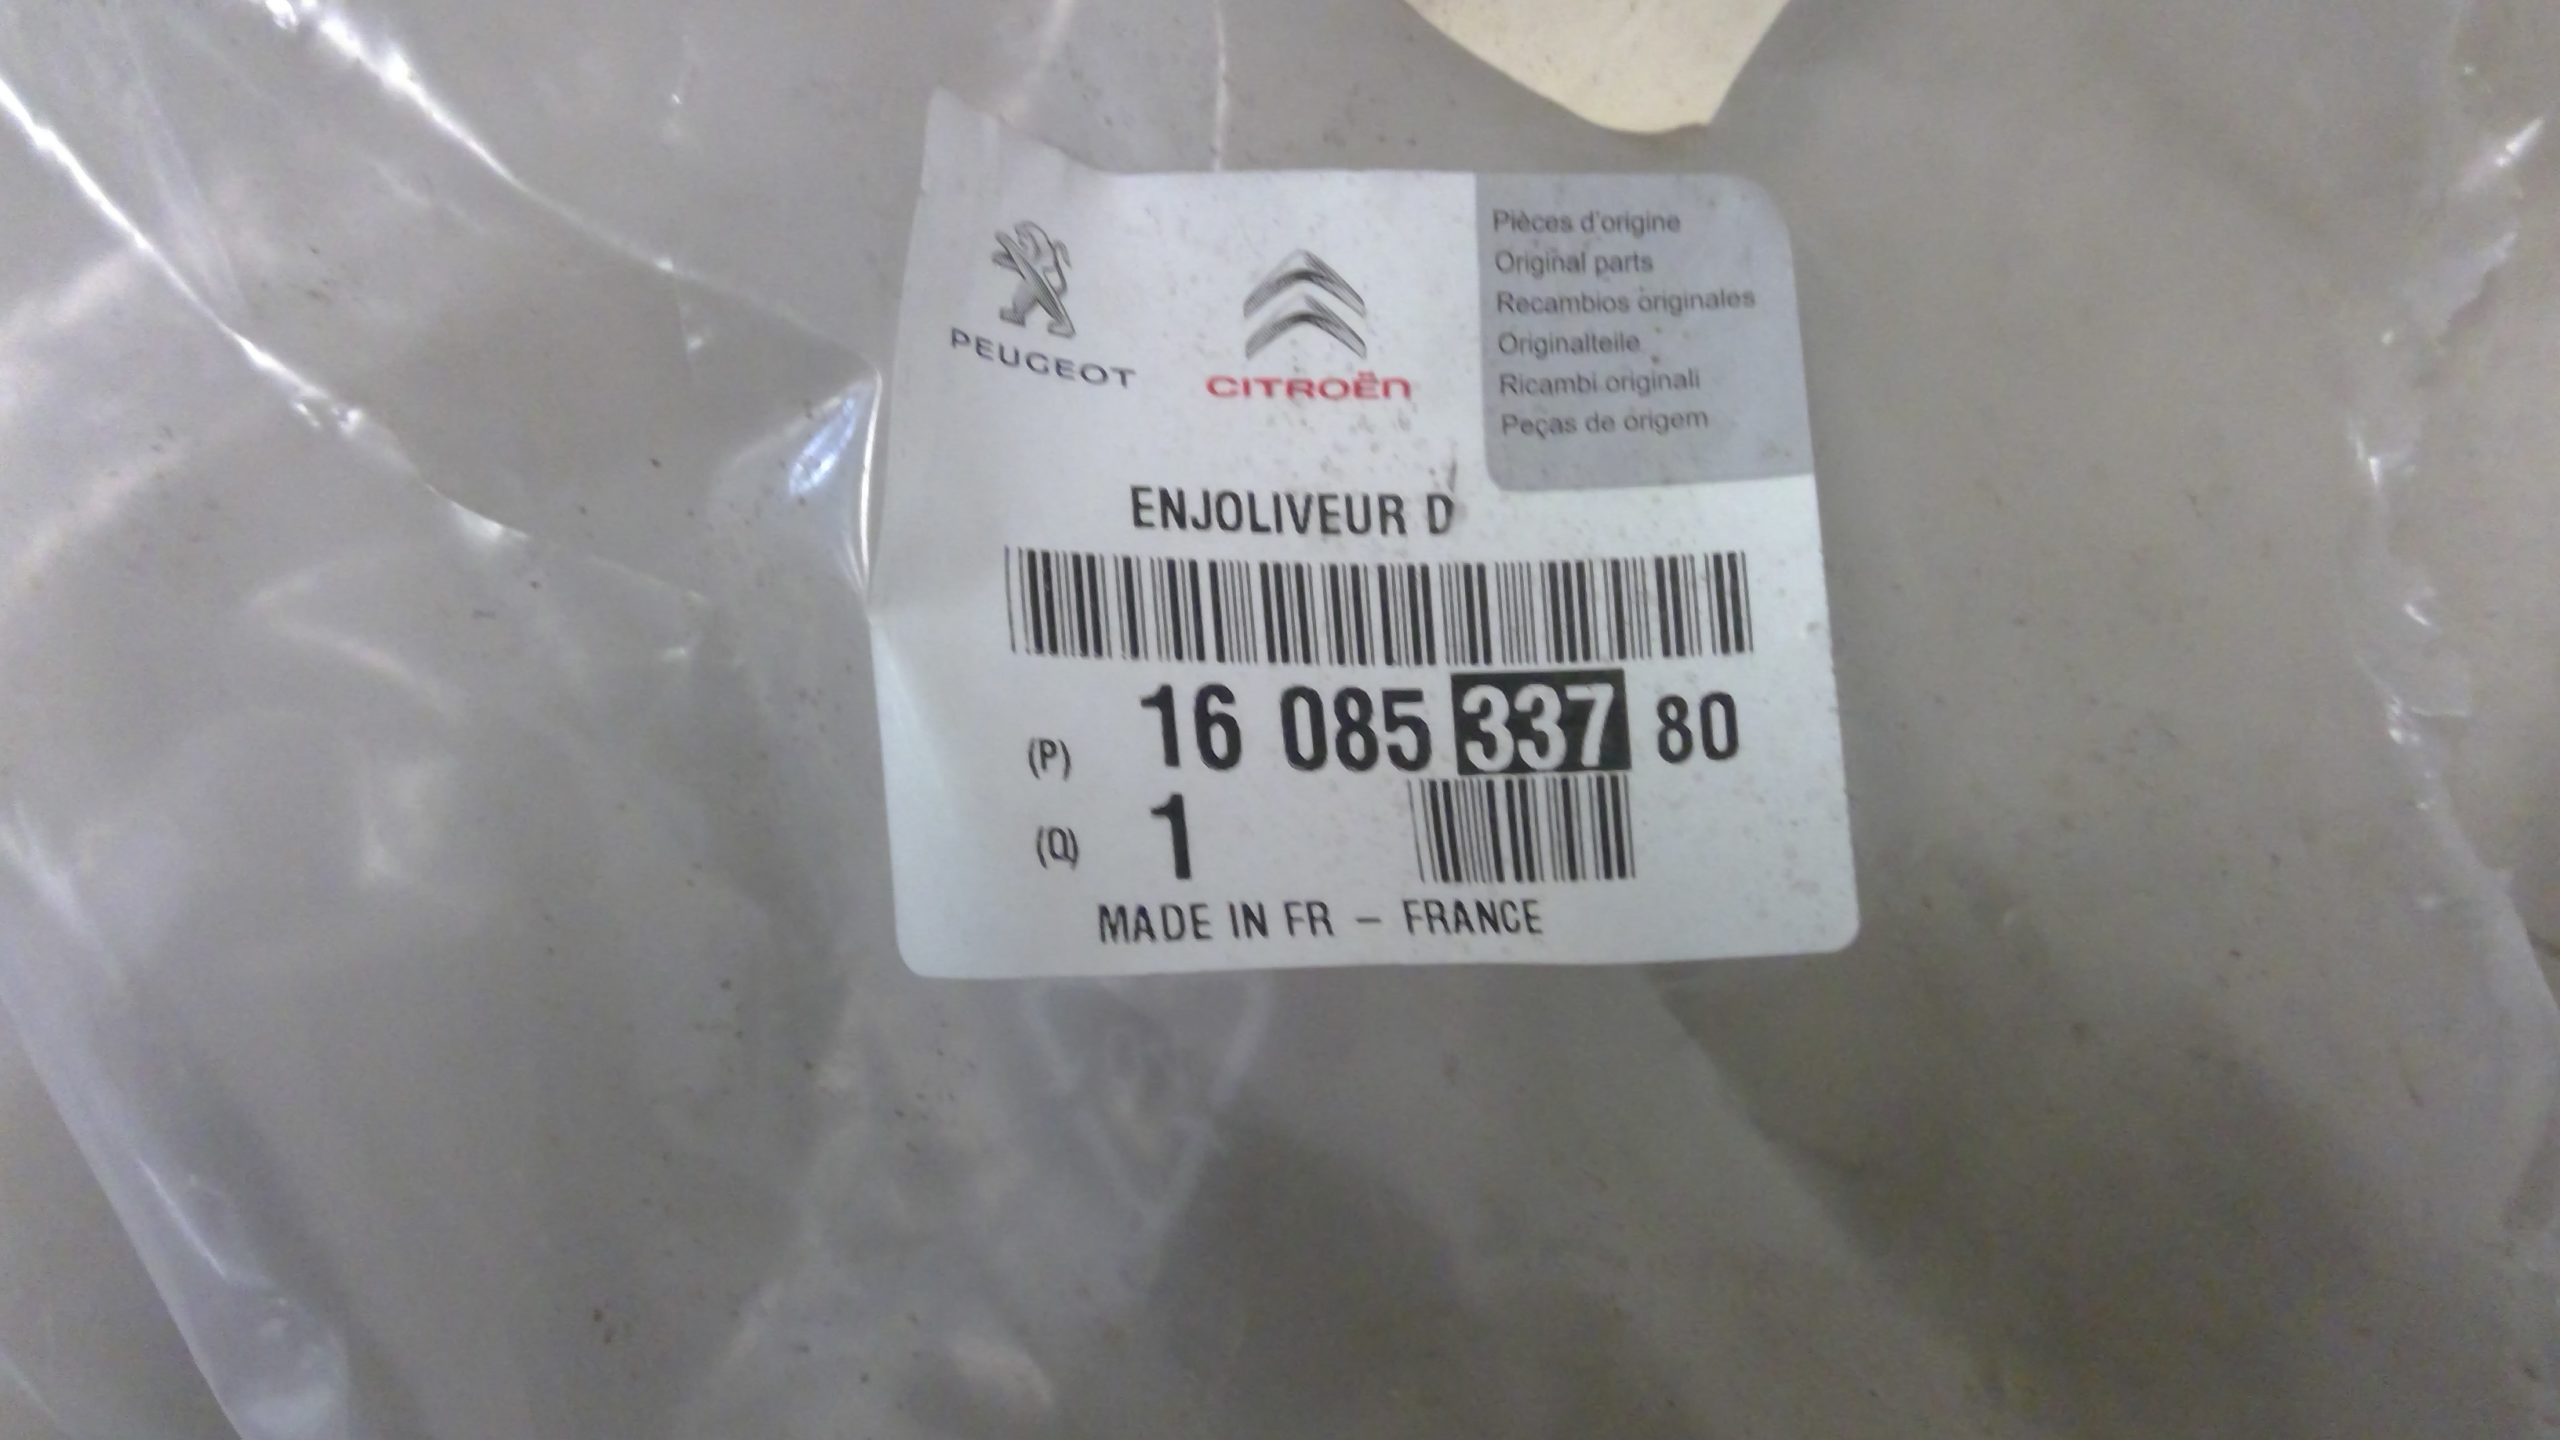 PEUGEOT
CITROËN
Pièces d'origine
Original parts
Recambios originales
Originalteile
Ricambi originali
Peças de origem
ENJOLIVEUR D
(P) 16 085 337 80
(Q) 1
MADE IN FR - FRANCE